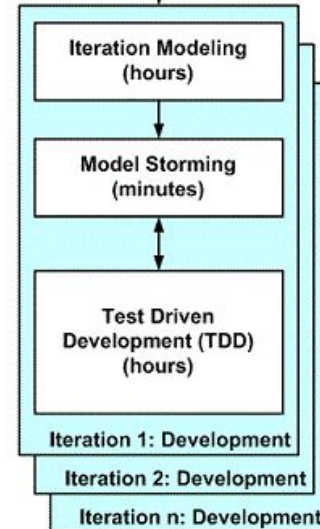 Iteration Modeling
(hours)
Model Storming
(minutes)
Test Driven
Development (TDD)
(hours)
Iteration 1: Development
Iteration 2: Development
Iteration n: Development